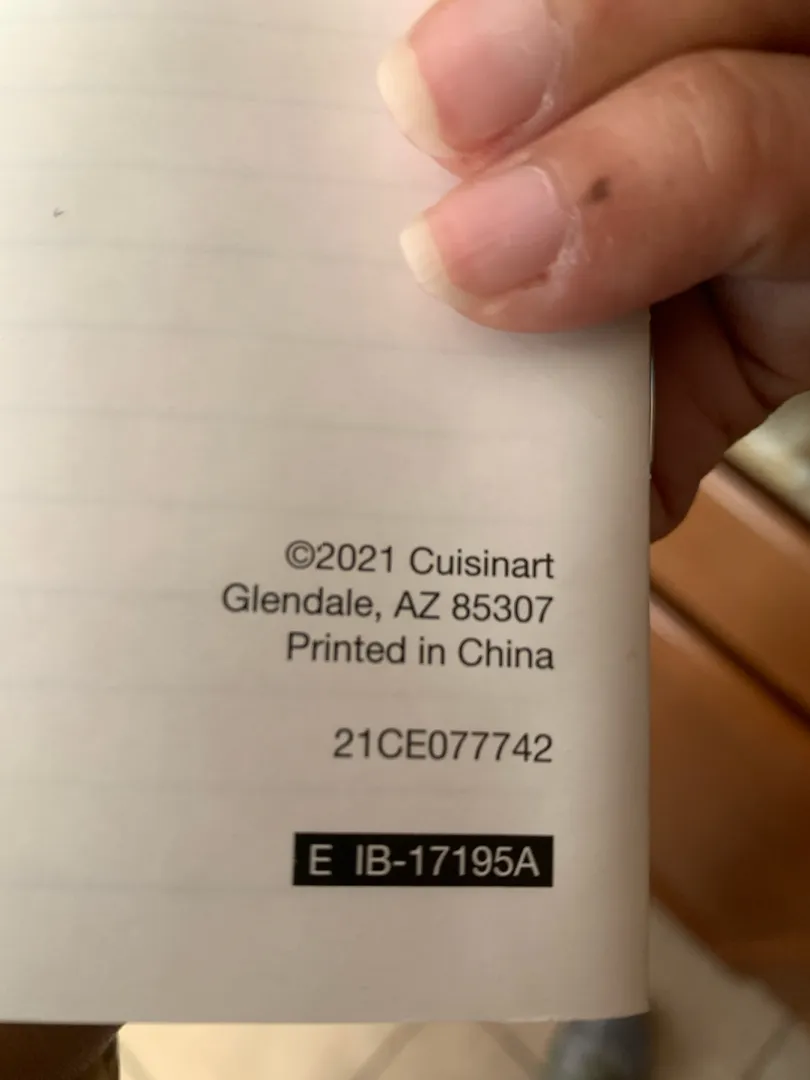 ©2021 Cuisinart
Glendale, AZ 85307
Printed in China
21CE077742
E IB-17195A